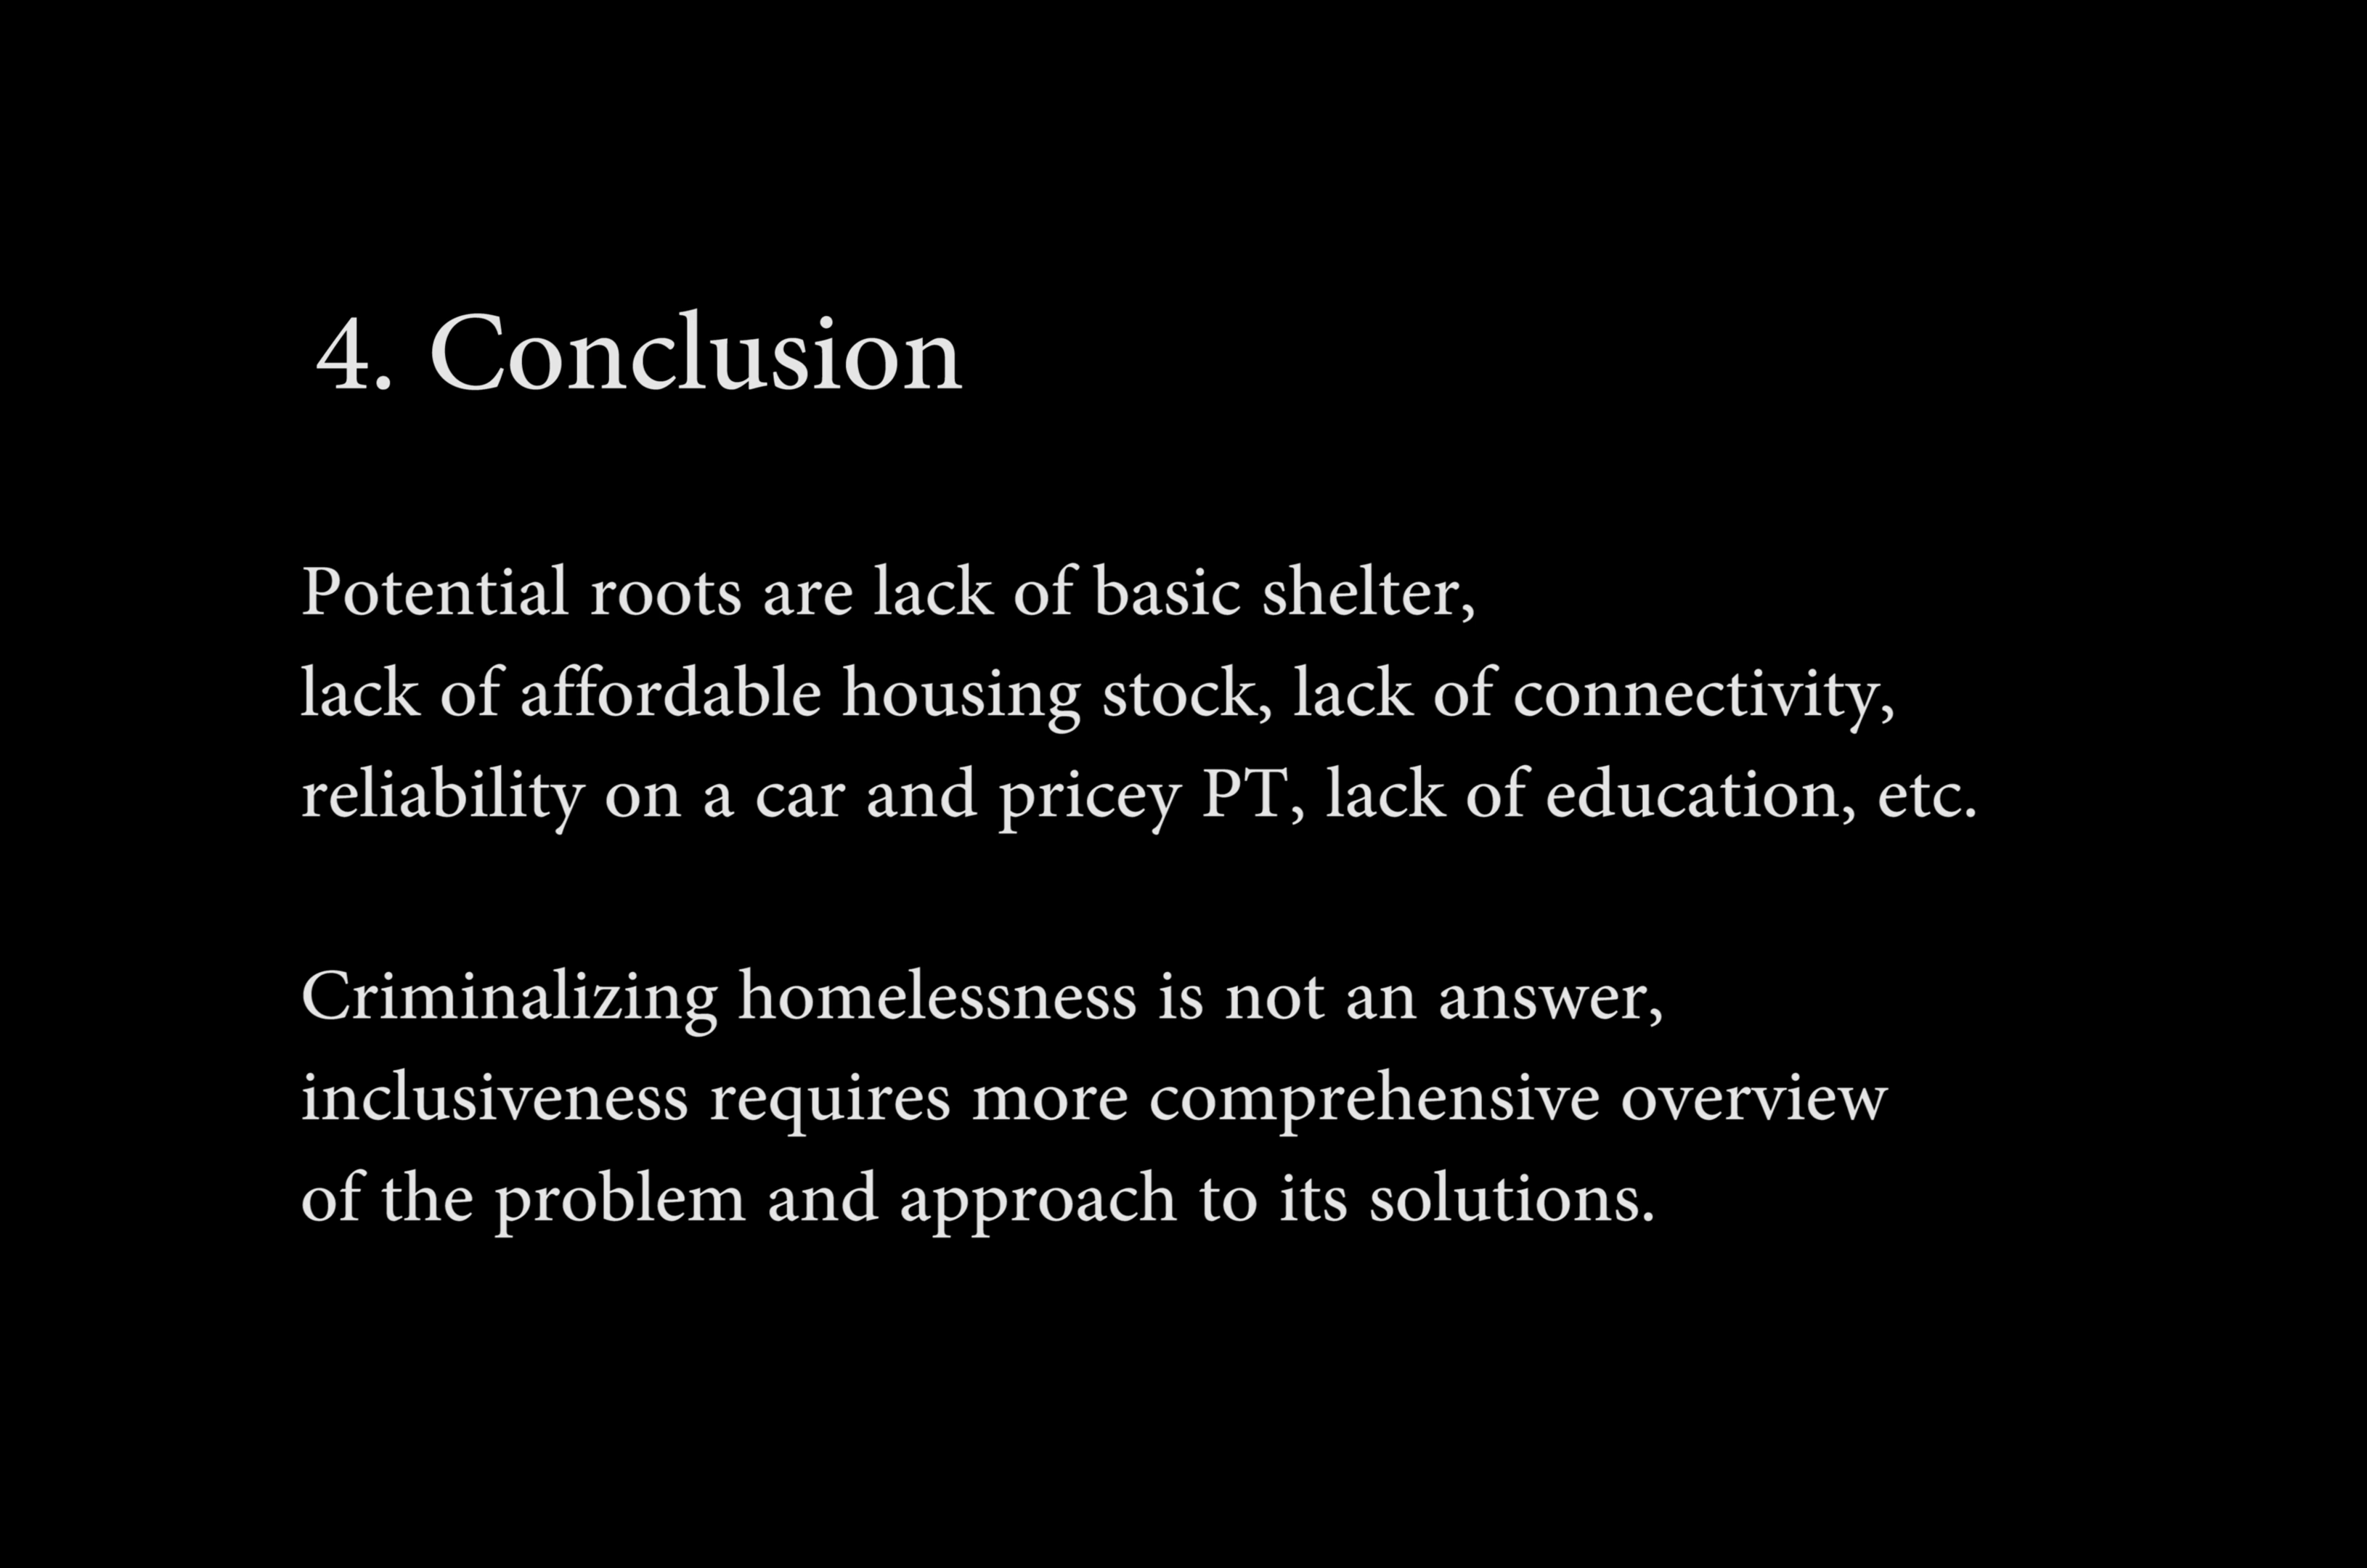 4. Conclusion
Potential roots are lack of basic shelter,
lack of affordable housing stock, lack of connectivity,
reliability on a car and pricey PT, lack of education, etc.
Criminalizing homelessness is not an answer,
inclusiveness requires more comprehensive overview
of the problem and approach to its solutions.